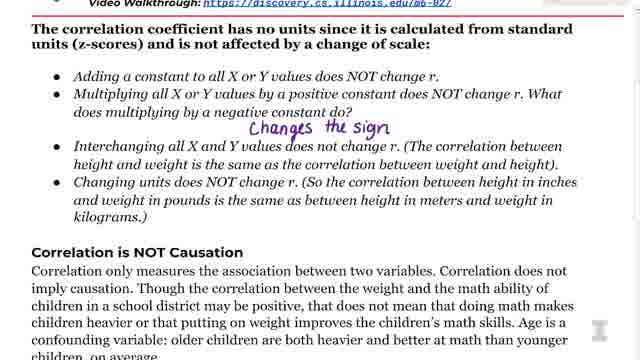 Video Walkthrough: https://discovery.cs.illinois.edu/m6-02/
The correlation coefficient has no units since it is calculated from standard
units (z-scores) and is not affected by a change of scale:
● Adding a constant to all X or Y values does NOT change r.
● Multiplying all X or Y values by a positive constant does NOT change r. What
does multiplying by a negative constant do?
Changes the sign
● Interchanging all X and Y values does not change r. (The correlation between
height and weight is the same as the correlation between weight and height).
● Changing units does NOT change r. (So the correlation between height in inches
and weight in pounds is the same as between height in meters and weight in
kilograms.)
Correlation is NOT Causation
Correlation only measures the association between two variables. Correlation does not
imply causation. Though the correlation between the weight and the math ability of
children in a school district may be positive, that does not mean that doing math makes
children heavier or that putting on weight improves the children's math skills. Age is a
confounding variable: older children are both heavier and better at math than younger
children, on average.